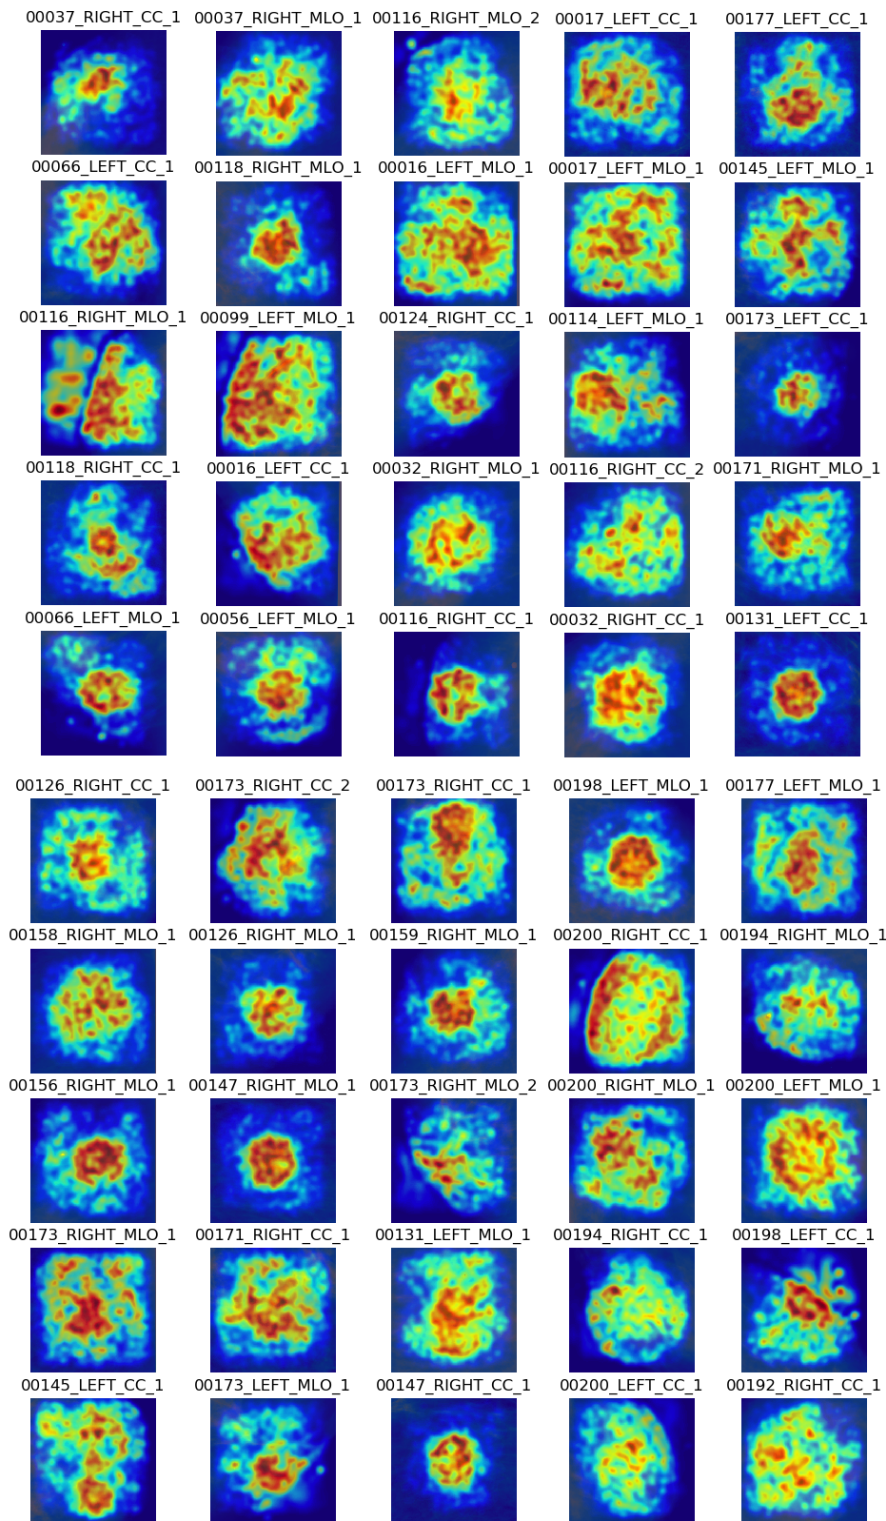 00037_RIGHT_CC_1 00037_RIGHT_MLO_1 00116_RIGHT_MLO_2 00017_LEFT_CC_1 00177_LEFT_CC_1
00066_LEFT_CC_1 00118_RIGHT_MLO_1 00016_LEFT_MLO_1 00017_LEFT_MLO_1 00145_LEFT_MLO_1
00116_RIGHT_MLO_1 00099_LEFT_MLO_1 00124_RIGHT_CC_1 00114_LEFT_MLO_1 00173_LEFT_CC_1
00118_RIGHT_CC_1 00016_LEFT_CC_1 00032_RIGHT_MLO_1 00116_RIGHT_CC_2 00171_RIGHT_MLO_1
00066_LEFT_MLO_1 00056_LEFT_MLO_1 00116_RIGHT_CC_1 00032_RIGHT_CC_1 00131_LEFT_CC_1
00126_RIGHT_CC_1 00173_RIGHT_CC_2 00173_RIGHT_CC_1 00198_LEFT_MLO_1 00177_LEFT_MLO_1
00158_RIGHT_MLO_1 00126_RIGHT_MLO_1 00159_RIGHT_MLO_1 00200_RIGHT_CC_1 00194_RIGHT_MLO_1
00156_RIGHT_MLO_1 00147_RIGHT_MLO_1 00173_RIGHT_MLO_2 00200_RIGHT_MLO_1 00200_LEFT_MLO_1
00173_RIGHT_MLO_1 00171_RIGHT_CC_1 00131_LEFT_MLO_1 00194_RIGHT_CC_1 00198_LEFT_CC_1
00145_LEFT_CC_1 00173_LEFT_MLO_1 00147_RIGHT_CC_1 00200_LEFT_CC_1 00192_RIGHT_CC_1